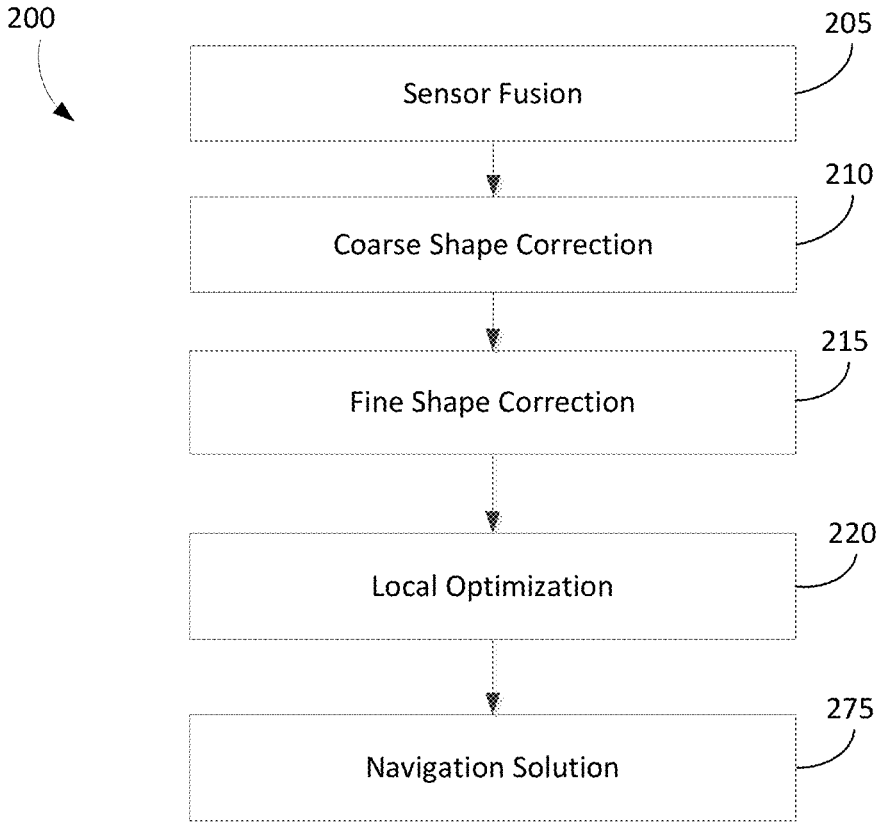 200
205
Sensor Fusion
210
Coarse Shape Correction
215
Fine Shape Correction
220
Local Optimization
275
Navigation Solution